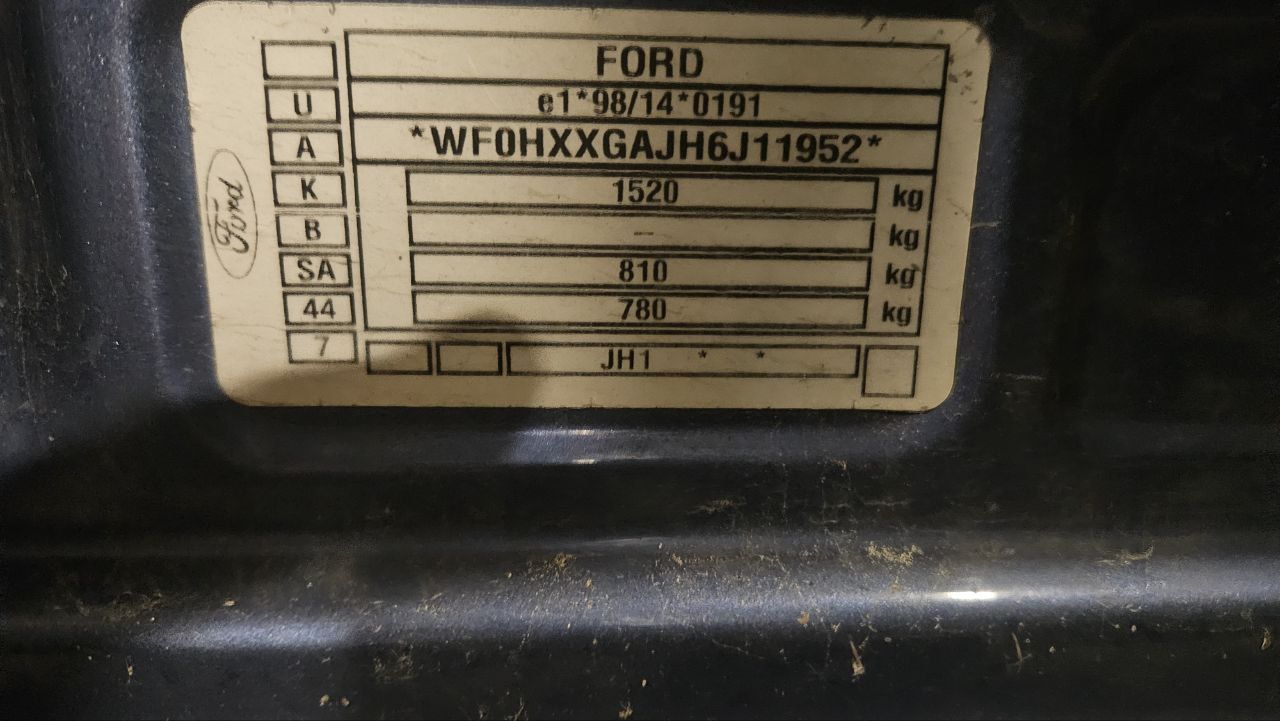 FORD
U e1*98/14*0191
A *WF0HXXGAJH6J11952*
K 1520 kg
B – kg
SA 810 kg
44 780 kg
7 JH1 * *
Ford